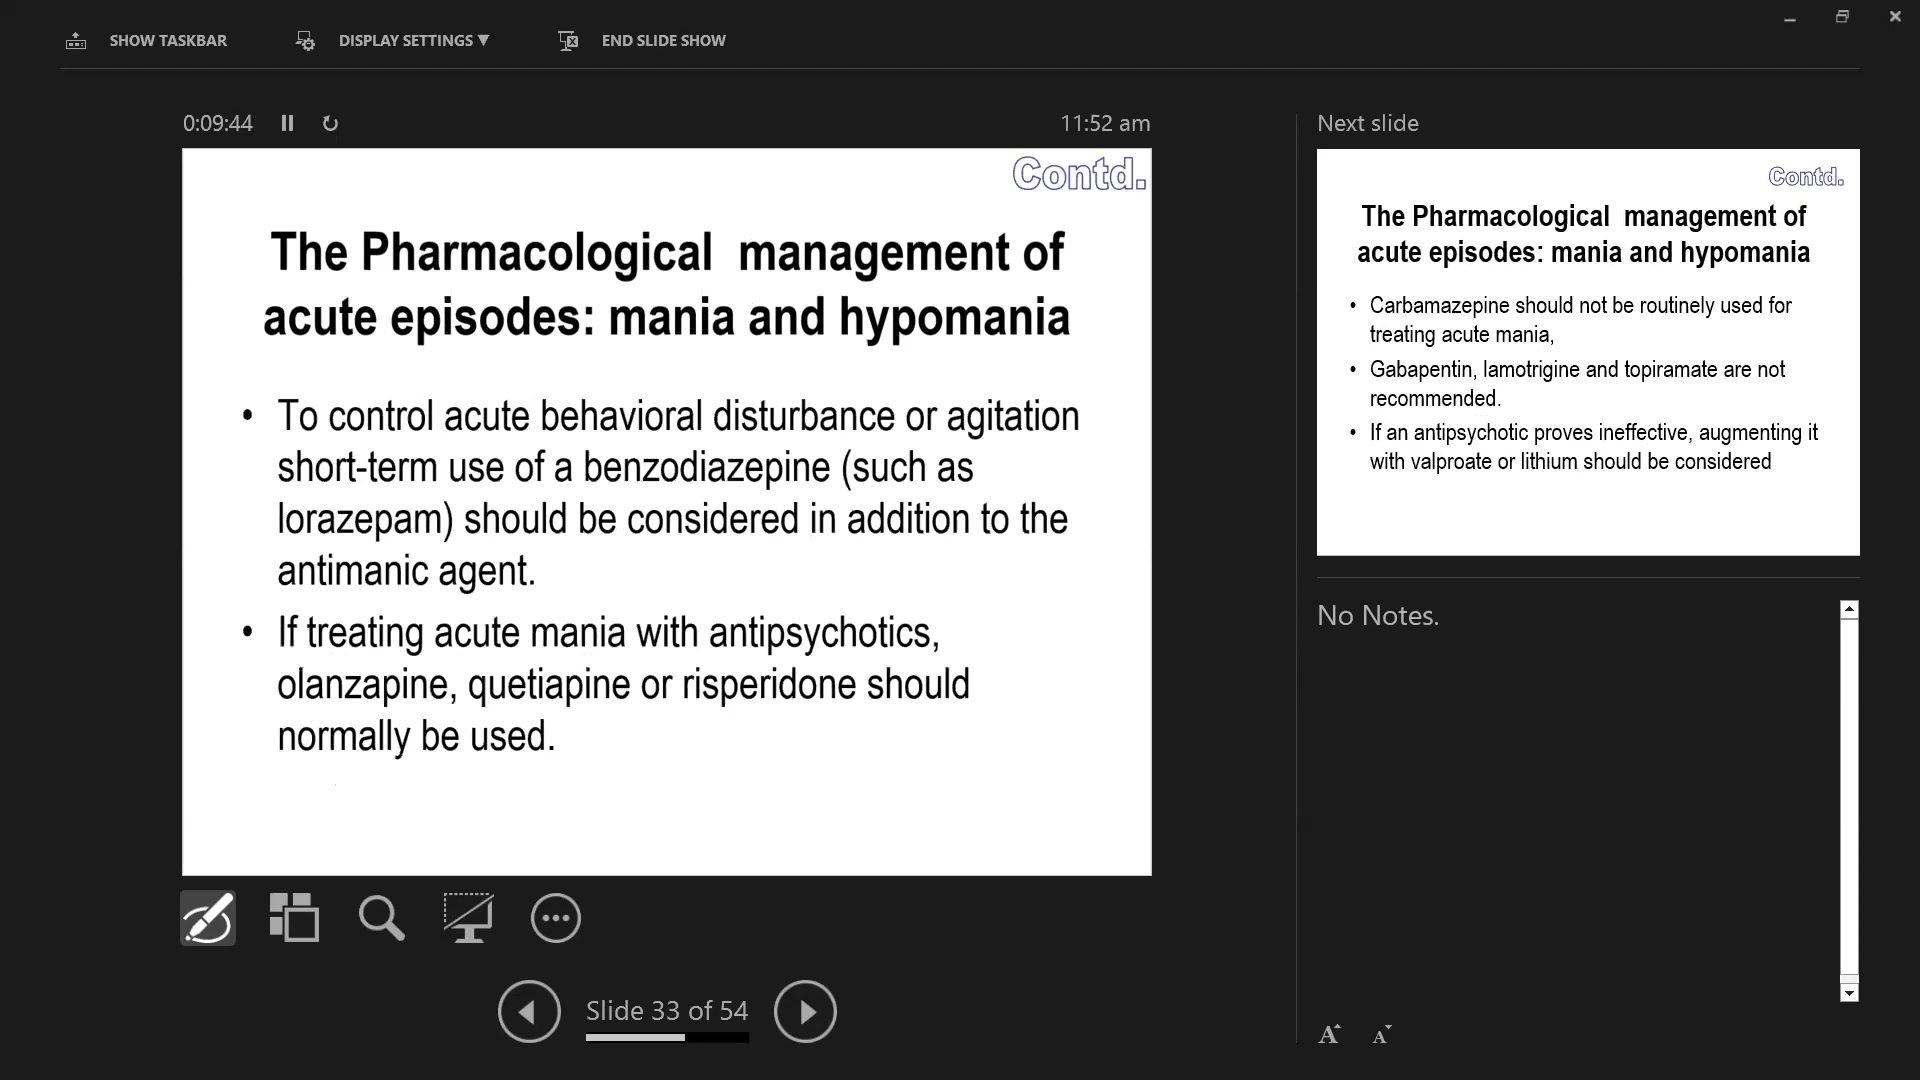 SHOW TASKBAR
DISPLAY SETTINGS ▼
END SLIDE SHOW
0:09:44
11:52 am
Contd.
The Pharmacological management of
acute episodes: mania and hypomania
• To control acute behavioral disturbance or agitation
short-term use of a benzodiazepine (such as
lorazepam) should be considered in addition to the
antimanic agent.
• If treating acute mania with antipsychotics,
olanzapine, quetiapine or risperidone should
normally be used.
Slide 33 of 54
Next slide
Contd.
The Pharmacological management of
acute episodes: mania and hypomania
• Carbamazepine should not be routinely used for
treating acute mania,
• Gabapentin, lamotrigine and topiramate are not
recommended.
• If an antipsychotic proves ineffective, augmenting it
with valproate or lithium should be considered
No Notes.
A A